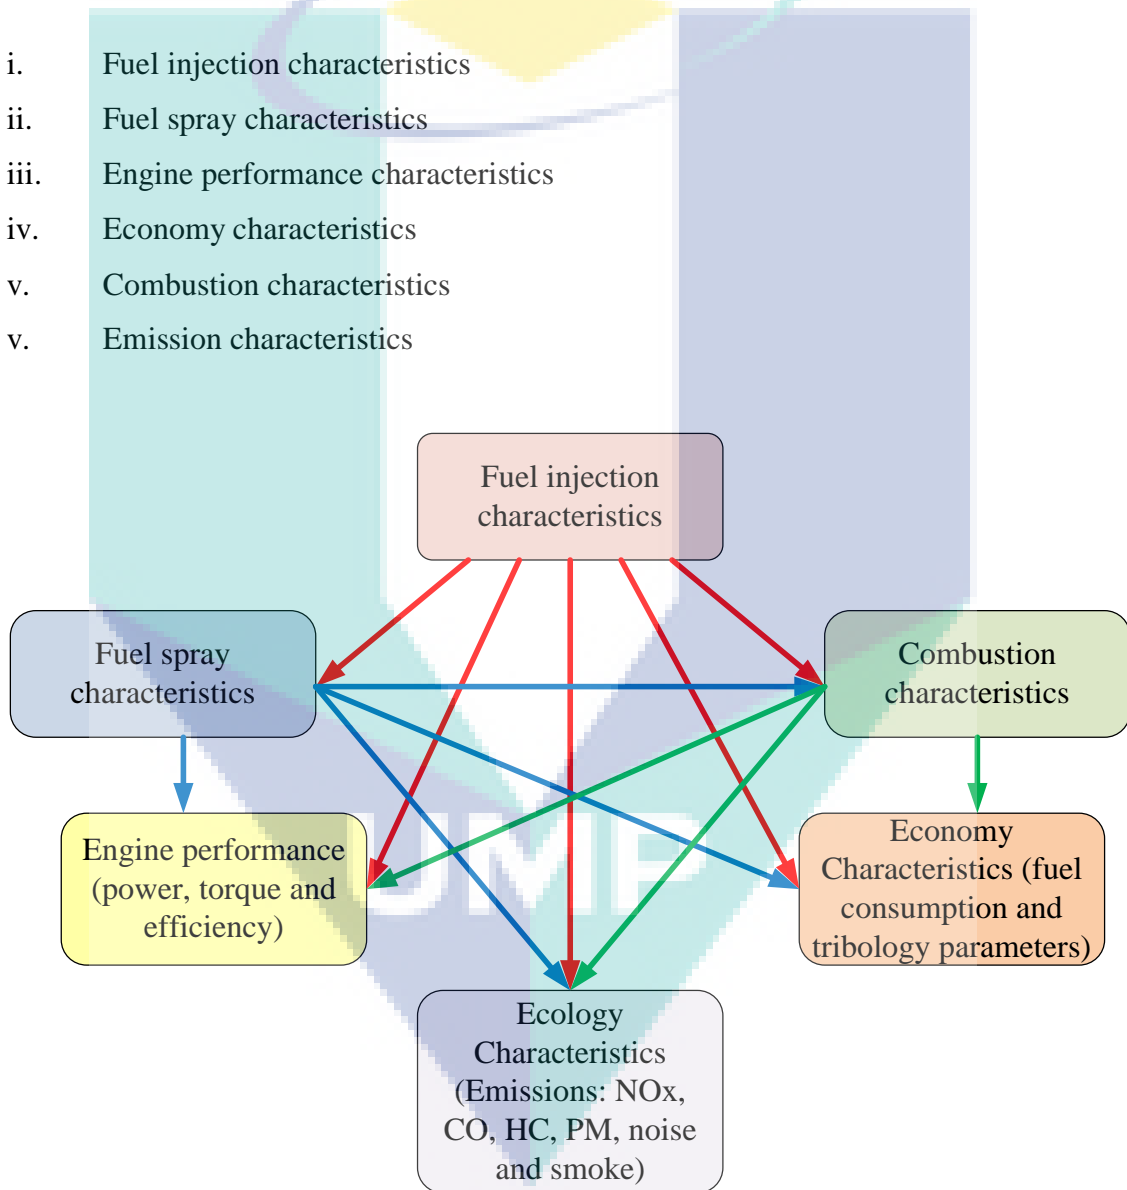 i. Fuel injection characteristics
ii. Fuel spray characteristics
iii. Engine performance characteristics
iv. Economy characteristics
v. Combustion characteristics
v. Emission characteristics
Fuel injection
characteristics
Fuel spray
characteristics
Combustion
characteristics
Engine performance
(power, torque and
efficiency)
Economy
Characteristics (fuel
consumption and
tribology parameters)
UMP
Ecology
Characteristics
(Emissions: NOx,
CO, HC, PM, noise
and smoke)